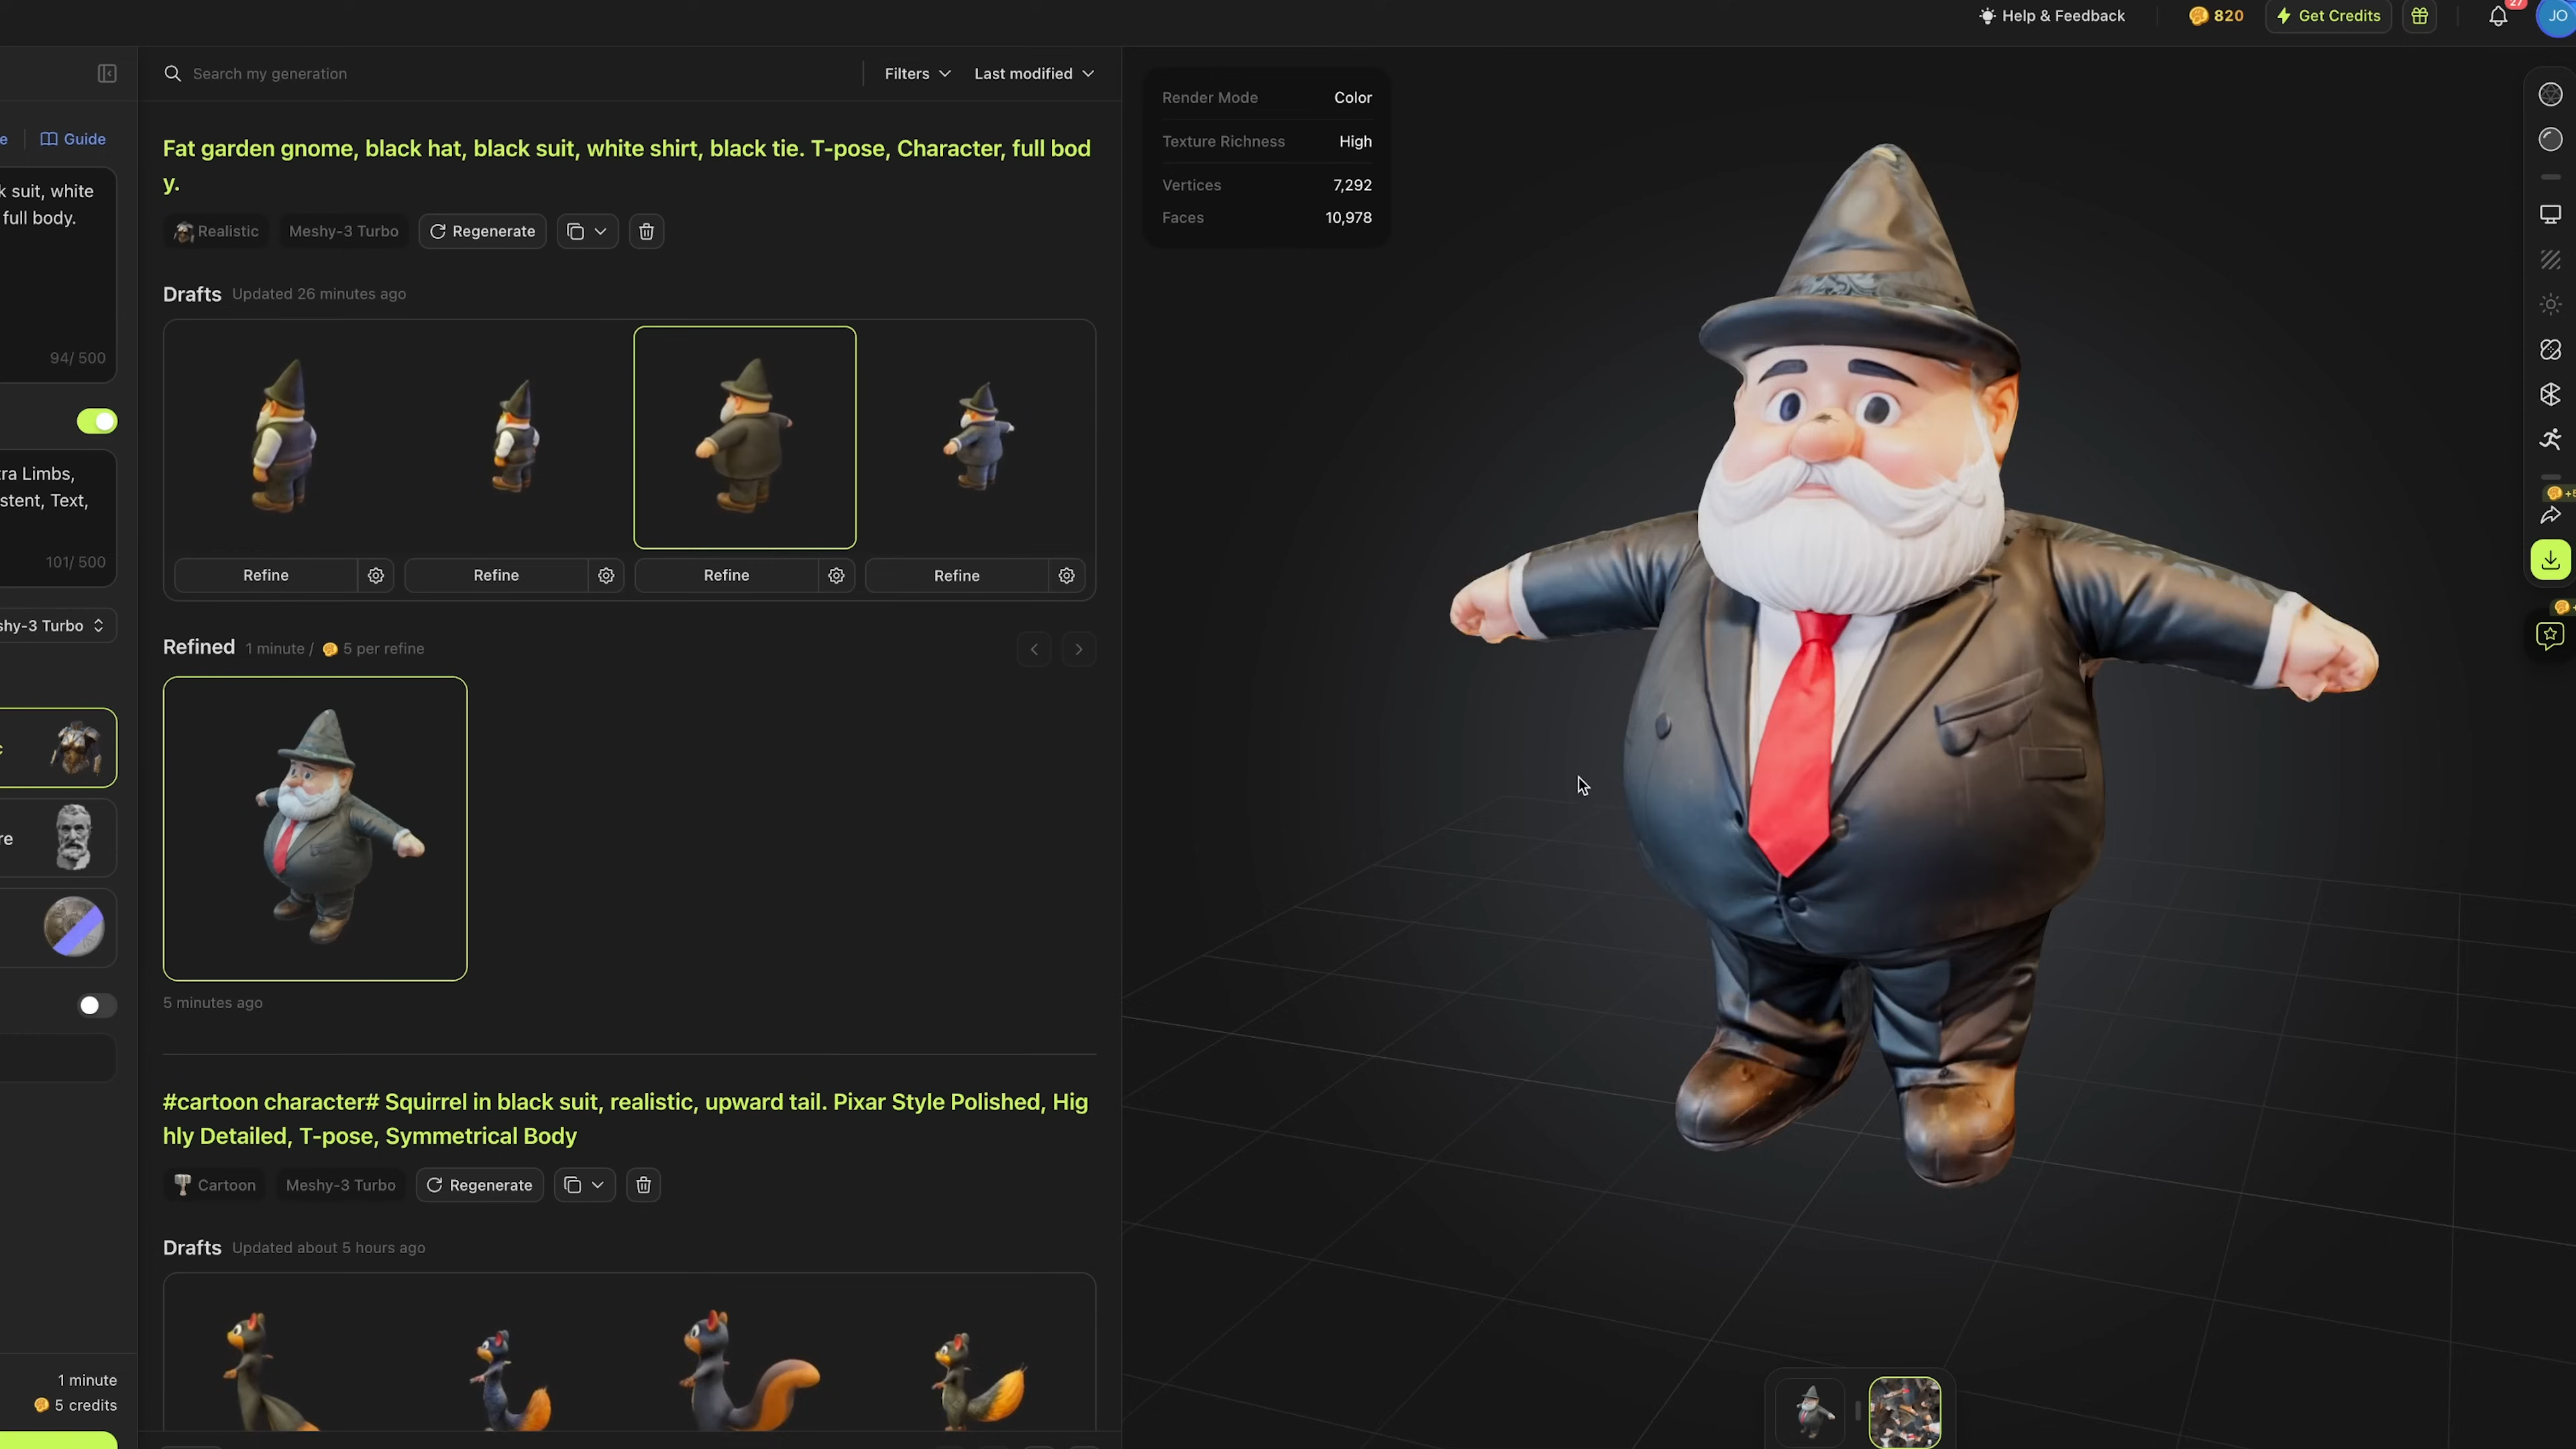 Help & Feedback
820
Get Credits
27
JO
Search my generation
Filters
Last modified
Guide
suit, white
full body.
94/ 500
Limbs,
Text,
101/ 500
Turbo
1 minute
5 credits
Fat garden gnome, black hat, black suit, white shirt, black tie. T-pose, Character, full bod
y.
Realistic
Meshy-3 Turbo
Regenerate
Drafts
Updated 26 minutes ago
Refine
Refine
Refine
Refine
Refined
1 minute /
5 per refine
5 minutes ago
#cartoon character# Squirrel in black suit, realistic, upward tail. Pixar Style Polished, Hig
hly Detailed, T-pose, Symmetrical Body
Cartoon
Meshy-3 Turbo
Regenerate
Drafts
Updated about 5 hours ago
Render Mode
Color
Texture Richness
High
Vertices
7,292
Faces
10,978